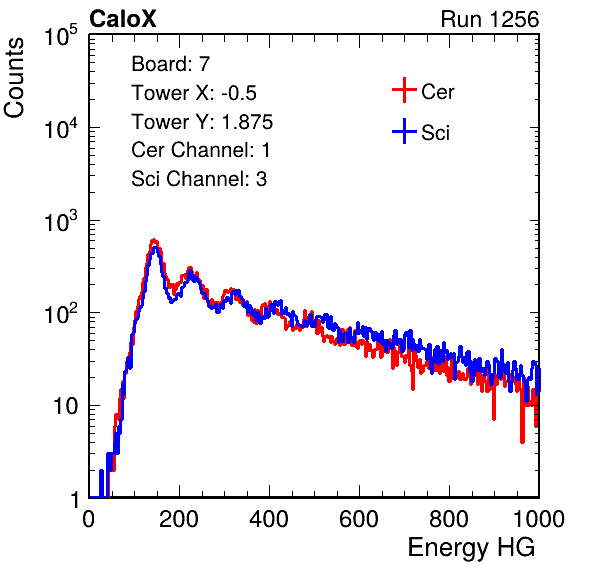 CaloX Run 1256
Counts
Board: 7
Tower X: -0.5
Tower Y: 1.875
Cer Channel: 1
Sci Channel: 3
Cer
Sci
10^5
10^4
10^3
10^2
10
1
0 200 400 600 800 1000
Energy HG